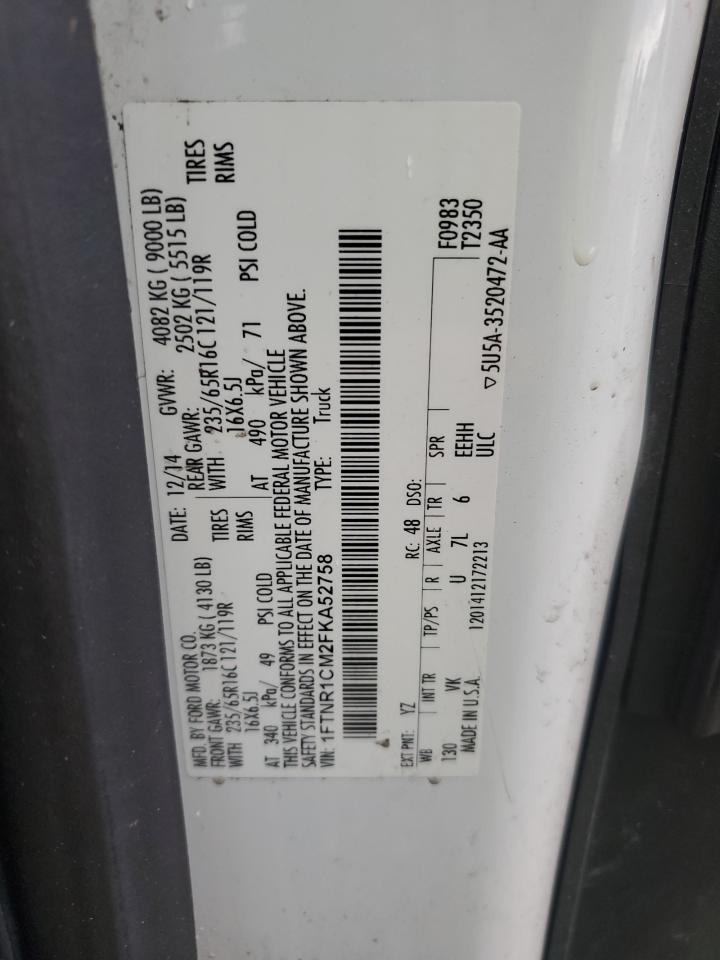 MFD. BY FORD MOTOR CO. DATE: 12/14 GVWR: 4082 KG ( 9000 LB)
FRONT GAWR: 1873 KG ( 4130 LB) REAR GAWR: 2502 KG ( 5515 LB)
WITH 235/65R16C 121/119R TIRES WITH 235/65R16C 121/119R TIRES
16X6.5J RIMS 16X6.5J RIMS
AT 340 kPa/ 49 PSI COLD AT 490 kPa/ 71 PSI COLD
THIS VEHICLE CONFORMS TO ALL APPLICABLE FEDERAL MOTOR VEHICLE
SAFETY STANDARDS IN EFFECT ON THE DATE OF MANUFACTURE SHOWN ABOVE.
VIN: 1FTNR1CM2FKA52758 TYPE: Truck
EXT PNT: YZ RC: 48 DSO: F0983
WB INT TR TP/PS R AXLE TR SPR T2350
130 VK U 7L 6 EEHH
MADE IN U.S.A. 1201412172213 ULC ▽5U5A-3520472-AA